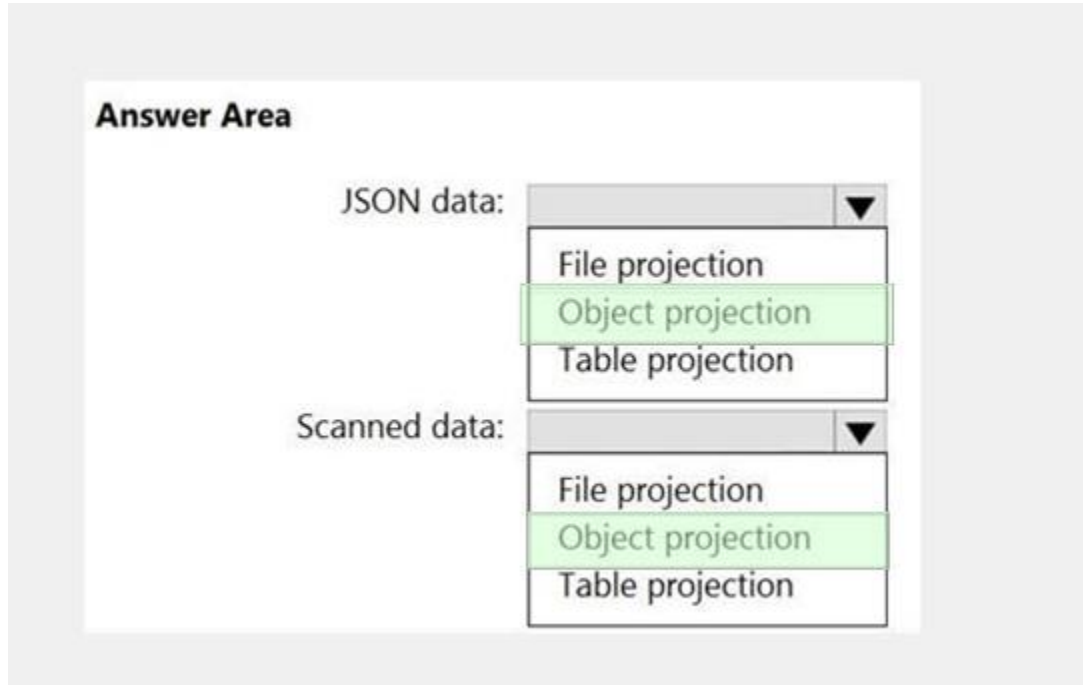 Answer Area
JSON data:
File projection
Object projection
Table projection
Scanned data:
File projection
Object projection
Table projection